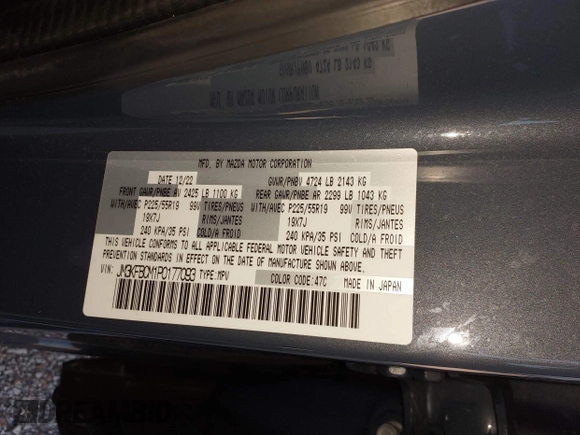 MFD. BY MAZDA MOTOR CORPORATION
DATE 12/22 GVWR/PNBV 4724 LB 2143 KG
FRONT GAWR/PNBE AV 2425 LB 1100 KG REAR GAWR/PNBE AR 2299 LB 1043 KG
WITH/AVEC P225/55R19 99V TIRES/PNEUS WITH/AVEC P225/55R19 99V TIRES/PNEUS
19X7J RIMS/JANTES 19X7J RIMS/JANTES
240 KPA/35 PSI COLD/A FROID 240 KPA/35 PSI COLD/A FROID
THIS VEHICLE CONFORMS TO ALL APPLICABLE FEDERAL MOTOR VEHICLE SAFETY AND THEFT
PREVENTION STANDARDS IN EFFECT ON THE DATE OF MANUFACTURE SHOWN ABOVE.
VIN: JM3KFBCM1P0177093 TYPE: MPV COLOR CODE: 47C MADE IN JAPAN
DREAMBID